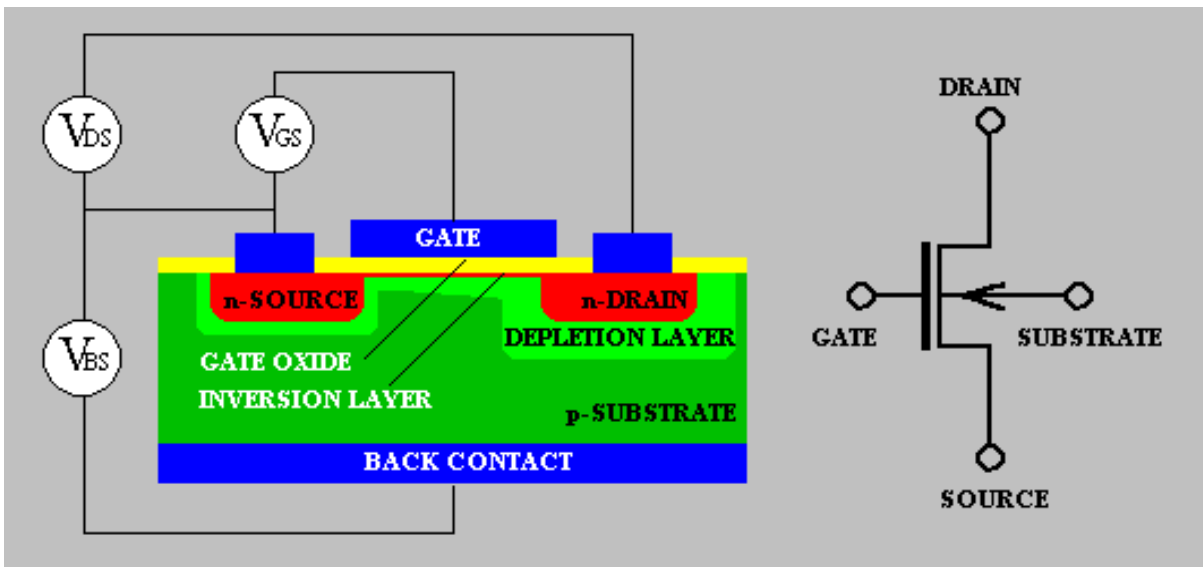 DRAIN
VDS
VGS
GATE
n-SOURCE
n-DRAIN
DEPLETION LAYER
GATE
SUBSTRATE
VBS
GATE OXIDE
INVERSION LAYER
p-SUBSTRATE
BACK CONTACT
SOURCE